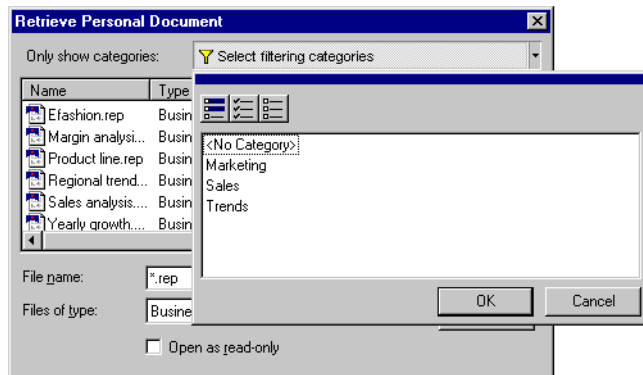 Retrieve Personal Document
Only show categories: Select filtering categories
Name Type
Efashion.rep Busin
Margin analysi... Busin
Product line.rep Busin
Regional trend... Busin
Sales analysis.... Busin
Yearly growth.... Busin
<No Category>
Marketing
Sales
Trends
OK Cancel
File name: *.rep
Files of type: Busine
Open as read-only